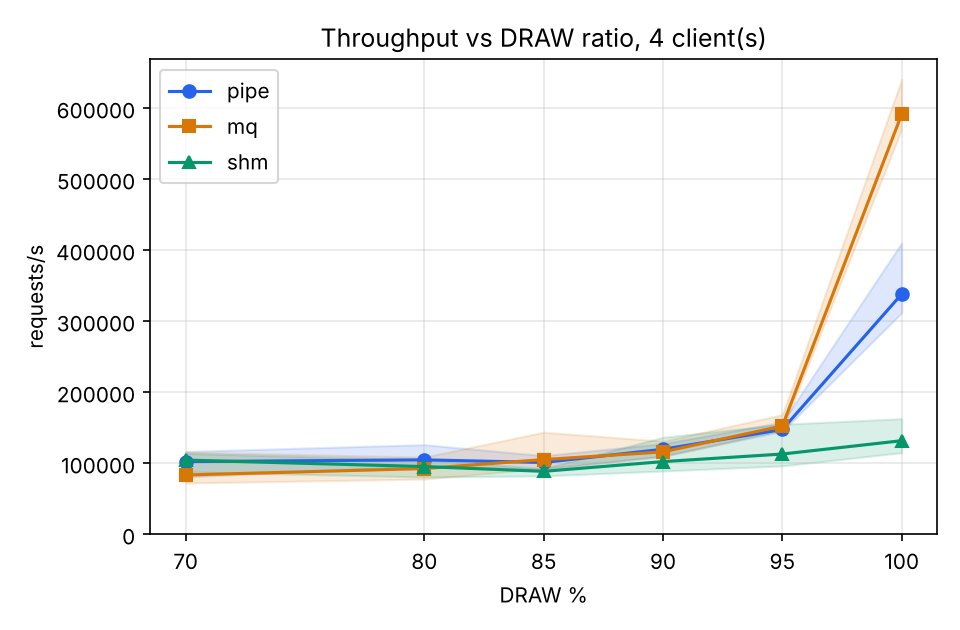 Throughput vs DRAW ratio, 4 client(s)
pipe
mq
shm
requests/s
600000
500000
400000
300000
200000
100000
0
70 80 85 90 95 100
DRAW %